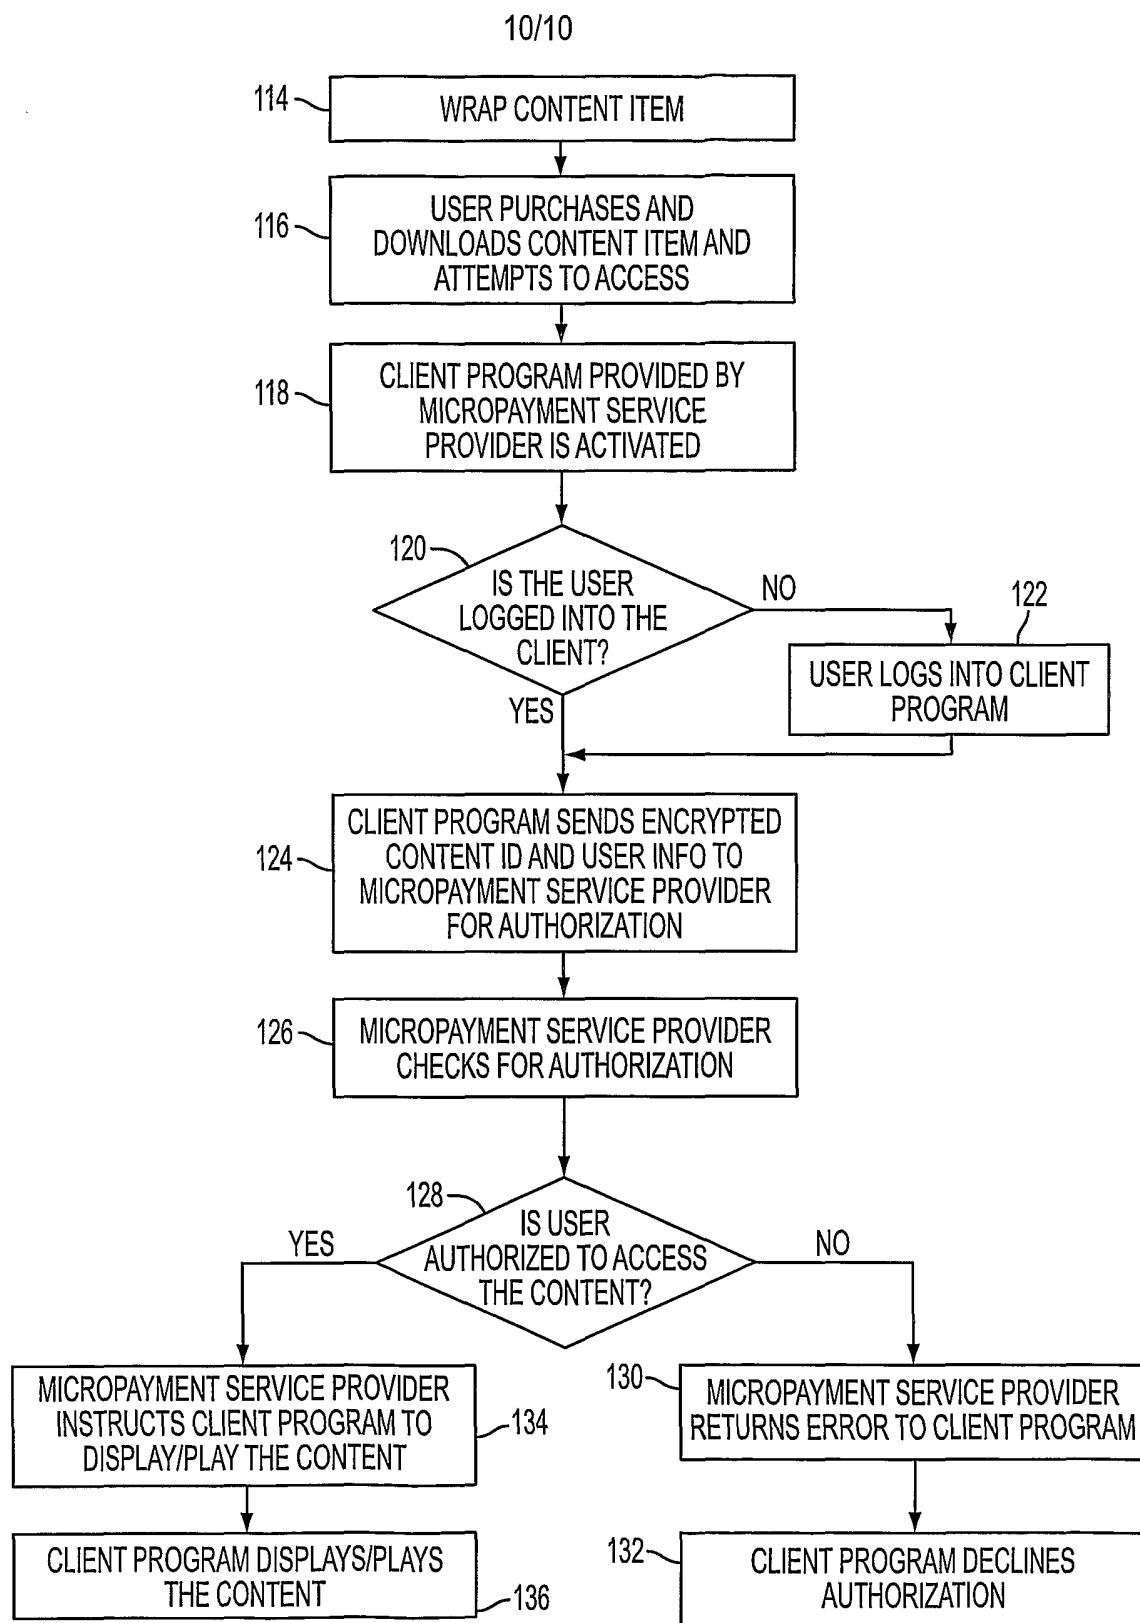 10/10
114
WRAP CONTENT ITEM
116
USER PURCHASES AND
DOWNLOADS CONTENT ITEM AND
ATTEMPTS TO ACCESS
118
CLIENT PROGRAM PROVIDED BY
MICROPAYMENT SERVICE
PROVIDER IS ACTIVATED
120
IS THE USER
LOGGED INTO THE
CLIENT?
NO
122
USER LOGS INTO CLIENT
PROGRAM
YES
124
CLIENT PROGRAM SENDS ENCRYPTED
CONTENT ID AND USER INFO TO
MICROPAYMENT SERVICE PROVIDER
FOR AUTHORIZATION
126
MICROPAYMENT SERVICE PROVIDER
CHECKS FOR AUTHORIZATION
128
IS USER
AUTHORIZED TO ACCESS
THE CONTENT?
YES
NO
MICROPAYMENT SERVICE PROVIDER
INSTRUCTS CLIENT PROGRAM TO
DISPLAY/PLAY THE CONTENT
134
130
MICROPAYMENT SERVICE PROVIDER
RETURNS ERROR TO CLIENT PROGRAM
CLIENT PROGRAM DISPLAYS/PLAYS
THE CONTENT
136
132
CLIENT PROGRAM DECLINES
AUTHORIZATION